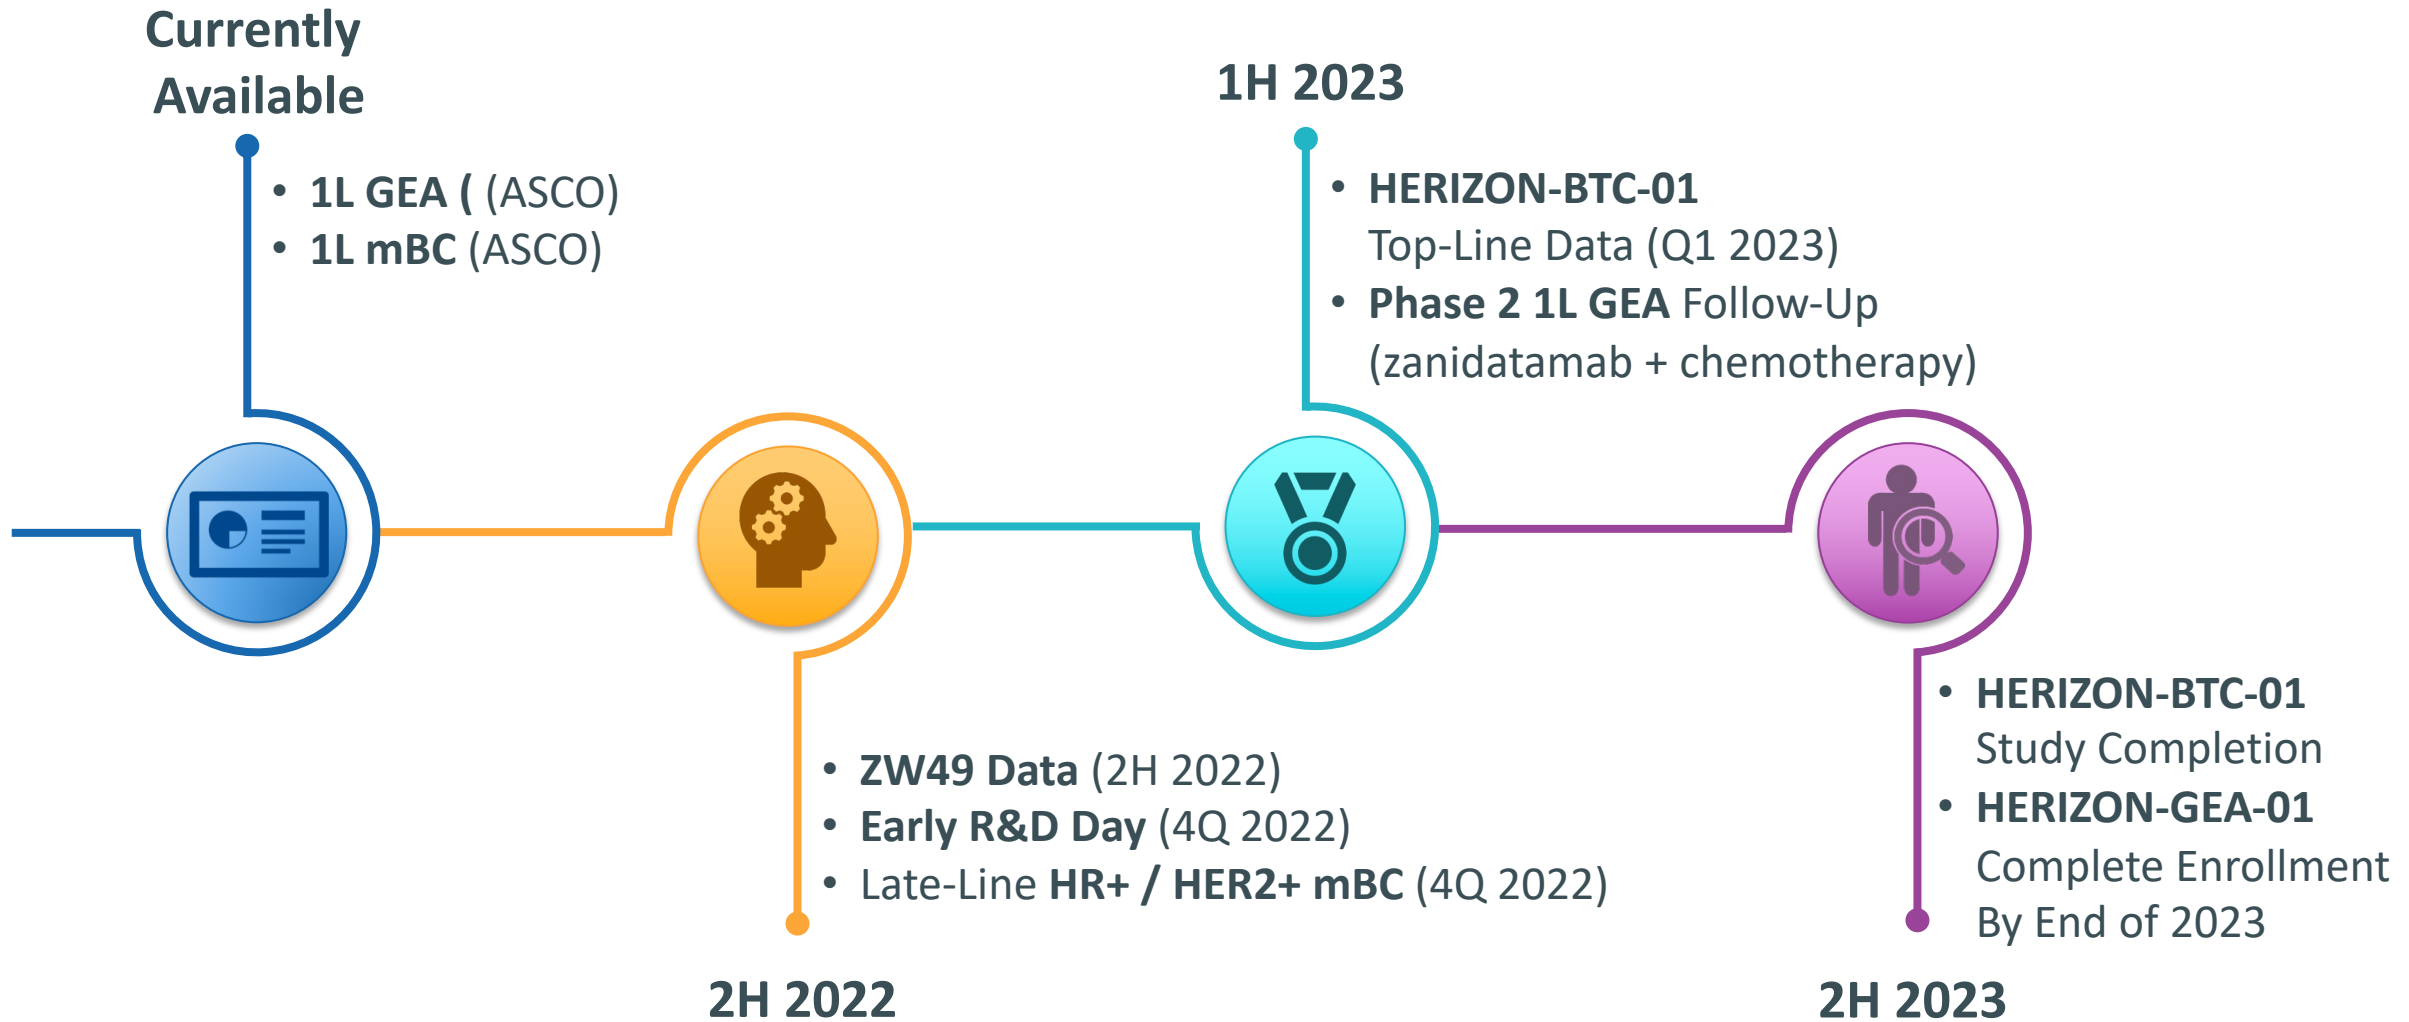 Currently
Available
• 1L GEA ( (ASCO)
• 1L mBC (ASCO)
2H 2022
• ZW49 Data (2H 2022)
• Early R&D Day (4Q 2022)
• Late-Line HR+ / HER2+ mBC (4Q 2022)
1H 2023
• HERIZON-BTC-01
Top-Line Data (Q1 2023)
• Phase 2 1L GEA Follow-Up
(zanidatamab + chemotherapy)
2H 2023
• HERIZON-BTC-01
Study Completion
• HERIZON-GEA-01
Complete Enrollment
By End of 2023